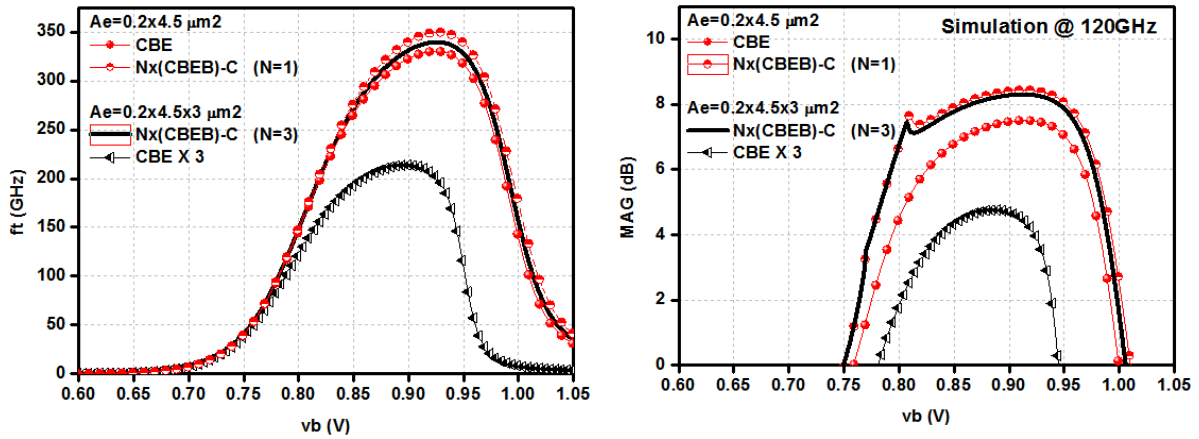 Ae=0.2x4.5 μm2
CBE
Nx(CBEB)-C (N=1)
Ae=0.2x4.5x3 μm2
Nx(CBEB)-C (N=3)
CBE X 3
350
300
250
200
150
100
50
0
ft (GHz)
0.60 0.65 0.70 0.75 0.80 0.85 0.90 0.95 1.00 1.05
vb (V)
Simulation @ 120GHz
Ae=0.2x4.5 μm2
CBE
Nx(CBEB)-C (N=1)
Ae=0.2x4.5x3 μm2
Nx(CBEB)-C (N=3)
CBE X 3
10
8
6
4
2
0
MAG (dB)
0.60 0.65 0.70 0.75 0.80 0.85 0.90 0.95 1.00 1.05
vb (V)